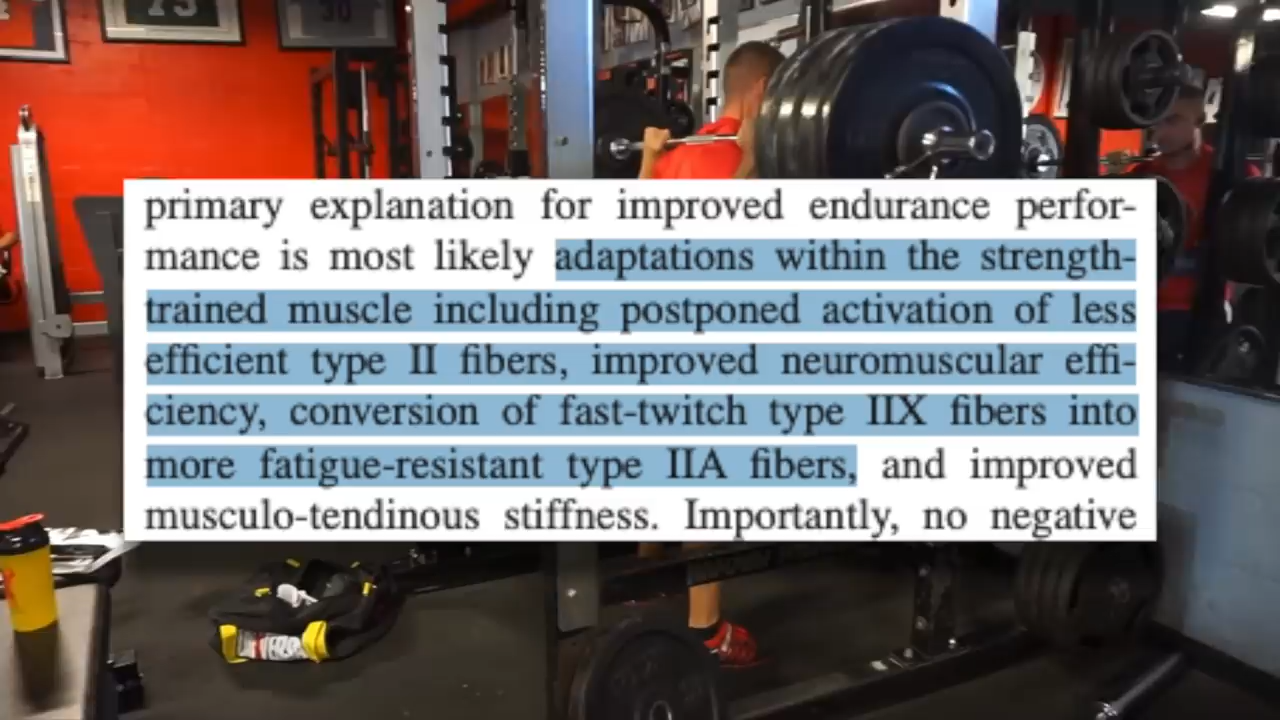 primary explanation for improved endurance perfor-
mance is most likely adaptations within the strength-
trained muscle including postponed activation of less
efficient type II fibers, improved neuromuscular effi-
ciency, conversion of fast-twitch type IIX fibers into
more fatigue-resistant type IIA fibers, and improved
musculo-tendinous stiffness. Importantly, no negative